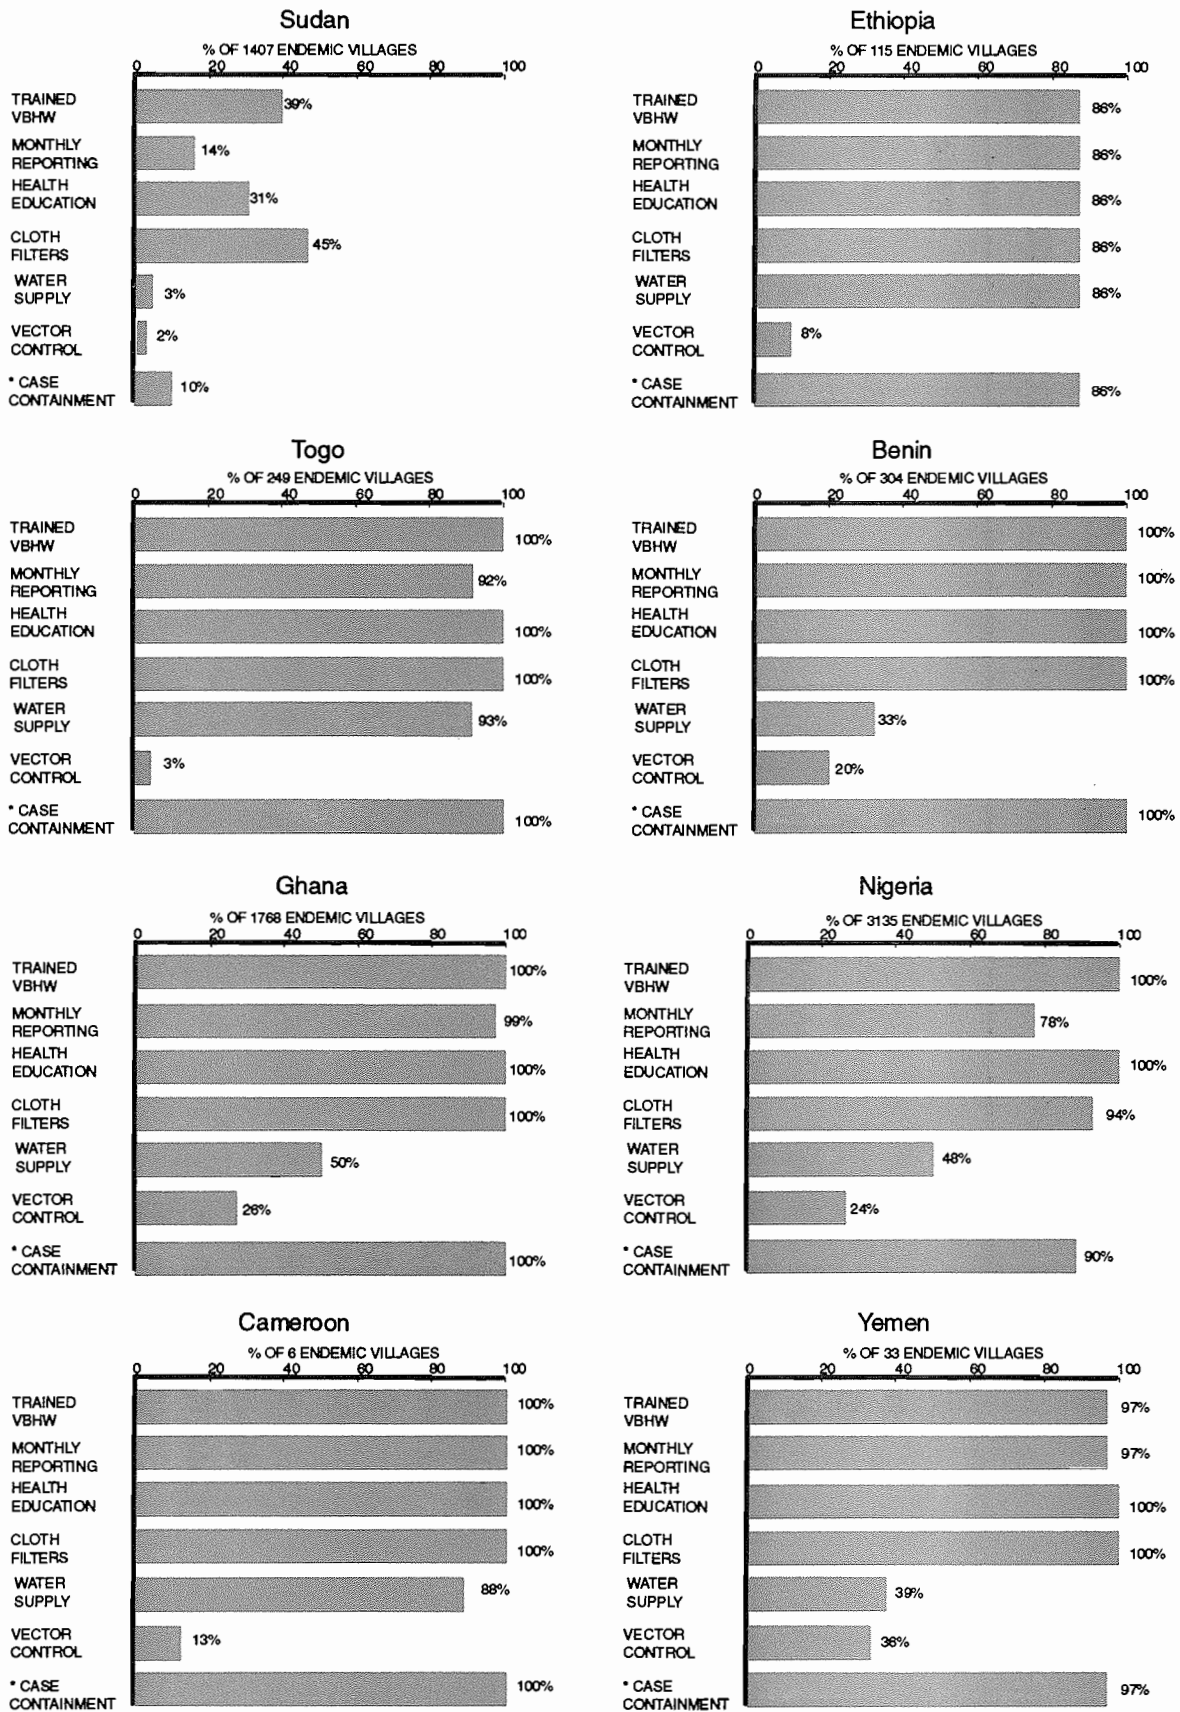 Sudan
% OF 1407 ENDEMIC VILLAGES
0 20 40 60 80 100
TRAINED
VBHW
39%
MONTHLY
REPORTING
14%
HEALTH
EDUCATION
31%
CLOTH
FILTERS
45%
WATER
SUPPLY
3%
VECTOR
CONTROL
2%
* CASE
CONTAINMENT
10%
Ethiopia
% OF 115 ENDEMIC VILLAGES
0 20 40 60 80 100
TRAINED
VBHW
86%
MONTHLY
REPORTING
86%
HEALTH
EDUCATION
86%
CLOTH
FILTERS
86%
WATER
SUPPLY
86%
VECTOR
CONTROL
8%
* CASE
CONTAINMENT
86%
Togo
% OF 249 ENDEMIC VILLAGES
0 20 40 60 80 100
TRAINED
VBHW
100%
MONTHLY
REPORTING
92%
HEALTH
EDUCATION
100%
CLOTH
FILTERS
100%
WATER
SUPPLY
93%
VECTOR
CONTROL
3%
* CASE
CONTAINMENT
100%
Benin
% OF 304 ENDEMIC VILLAGES
0 20 40 60 80 100
TRAINED
VBHW
100%
MONTHLY
REPORTING
100%
HEALTH
EDUCATION
100%
CLOTH
FILTERS
100%
WATER
SUPPLY
33%
VECTOR
CONTROL
20%
* CASE
CONTAINMENT
100%
Ghana
% OF 1768 ENDEMIC VILLAGES
0 20 40 60 80 100
TRAINED
VBHW
100%
MONTHLY
REPORTING
99%
HEALTH
EDUCATION
100%
CLOTH
FILTERS
100%
WATER
SUPPLY
50%
VECTOR
CONTROL
26%
* CASE
CONTAINMENT
100%
Nigeria
% OF 3135 ENDEMIC VILLAGES
0 20 40 60 80 100
TRAINED
VBHW
100%
MONTHLY
REPORTING
78%
HEALTH
EDUCATION
100%
CLOTH
FILTERS
94%
WATER
SUPPLY
48%
VECTOR
CONTROL
24%
* CASE
CONTAINMENT
90%
Cameroon
% OF 6 ENDEMIC VILLAGES
0 20 40 60 80 100
TRAINED
VBHW
100%
MONTHLY
REPORTING
100%
HEALTH
EDUCATION
100%
CLOTH
FILTERS
100%
WATER
SUPPLY
88%
VECTOR
CONTROL
13%
* CASE
CONTAINMENT
100%
Yemen
% OF 33 ENDEMIC VILLAGES
0 20 40 60 80 100
TRAINED
VBHW
97%
MONTHLY
REPORTING
97%
HEALTH
EDUCATION
100%
CLOTH
FILTERS
100%
WATER
SUPPLY
39%
VECTOR
CONTROL
36%
* CASE
CONTAINMENT
97%